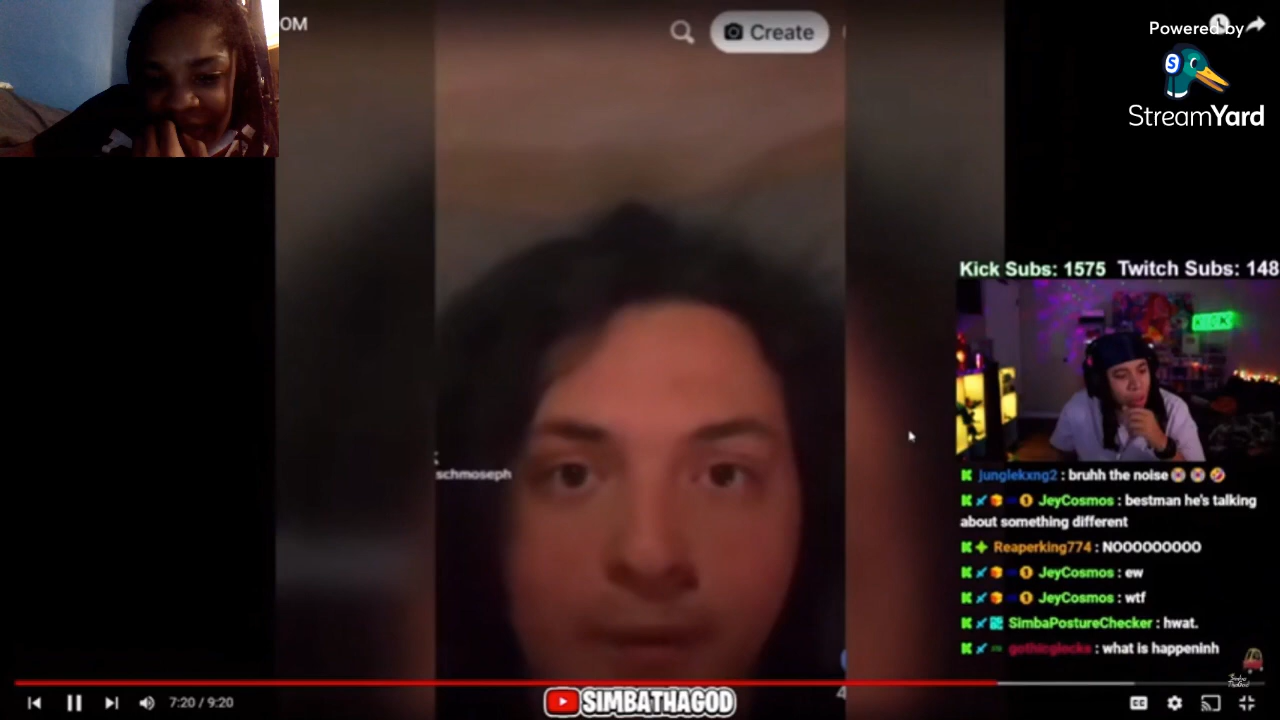 OM
Create
Powered by
StreamYard
Kick Subs: 1575 Twitch Subs: 148
KICK
schmoseph
junglekxng2 : bruhh the noise
JeyCosmos : bestman he's talking
about something different
Reaperking774 : NOOOOOOOOO
JeyCosmos : ew
JeyCosmos : wtf
SimbaPostureChecker : hwat.
gothicglocks : what is happeninh
7:20 / 9:20
SIMBATHAGOD
CC